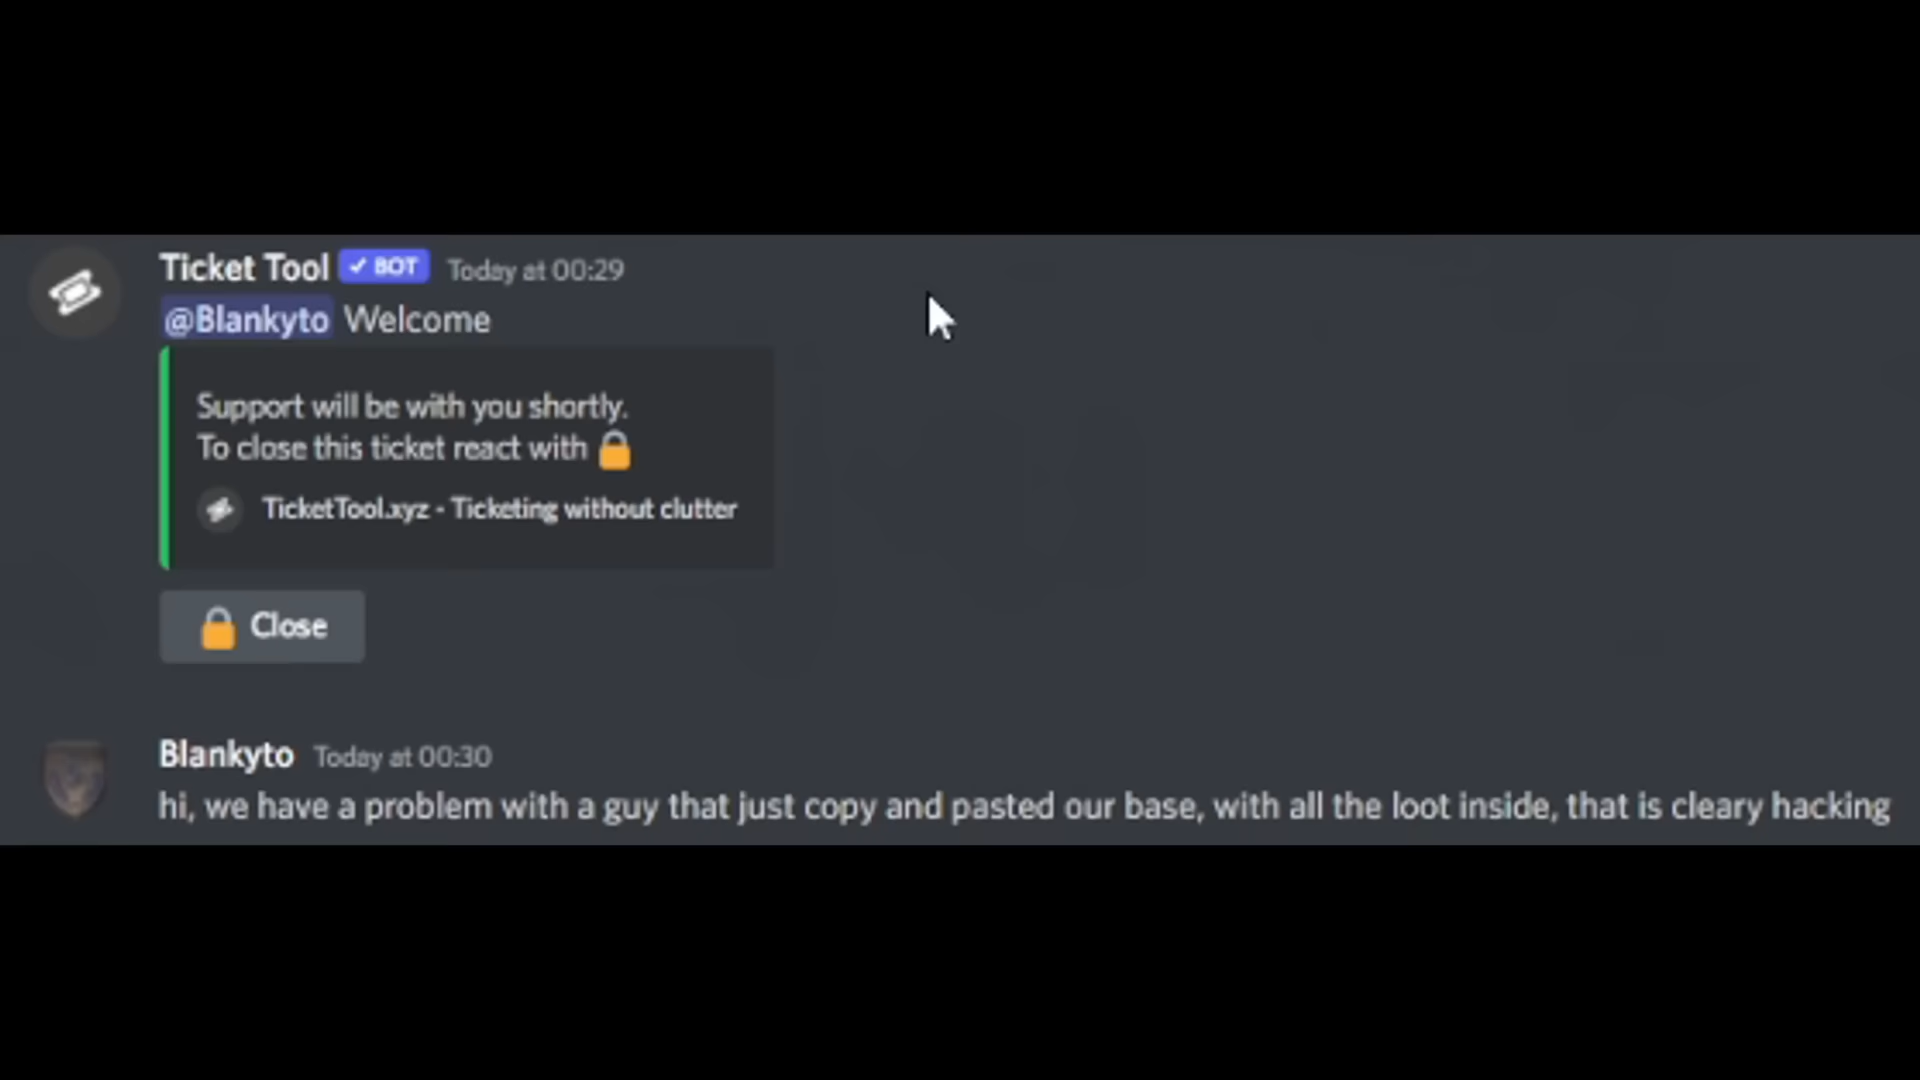 Ticket Tool ✓ BOT Today at 00:29
@Blankyto Welcome
Support will be with you shortly.
To close this ticket react with 🔒
TicketTool.xyz - Ticketing without clutter
🔒 Close
Blankyto Today at 00:30
hi, we have a problem with a guy that just copy and pasted our base, with all the loot inside, that is cleary hacking